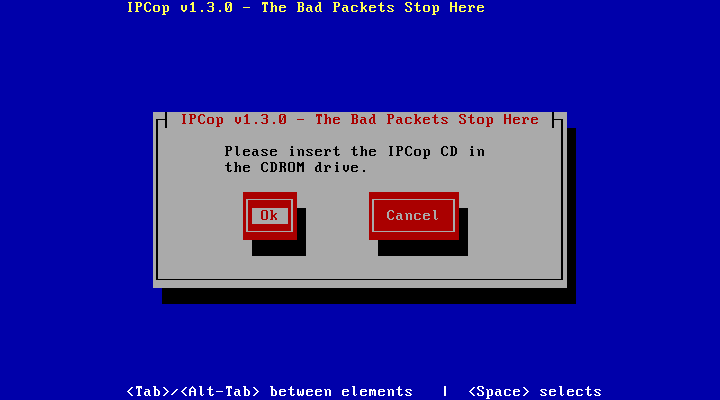 IPCop v1.3.0 - The Bad Packets Stop Here
IPCop v1.3.0 - The Bad Packets Stop Here
Please insert the IPCop CD in
the CDROM drive.
Ok Cancel
<Tab>/<Alt-Tab> between elements | <Space> selects